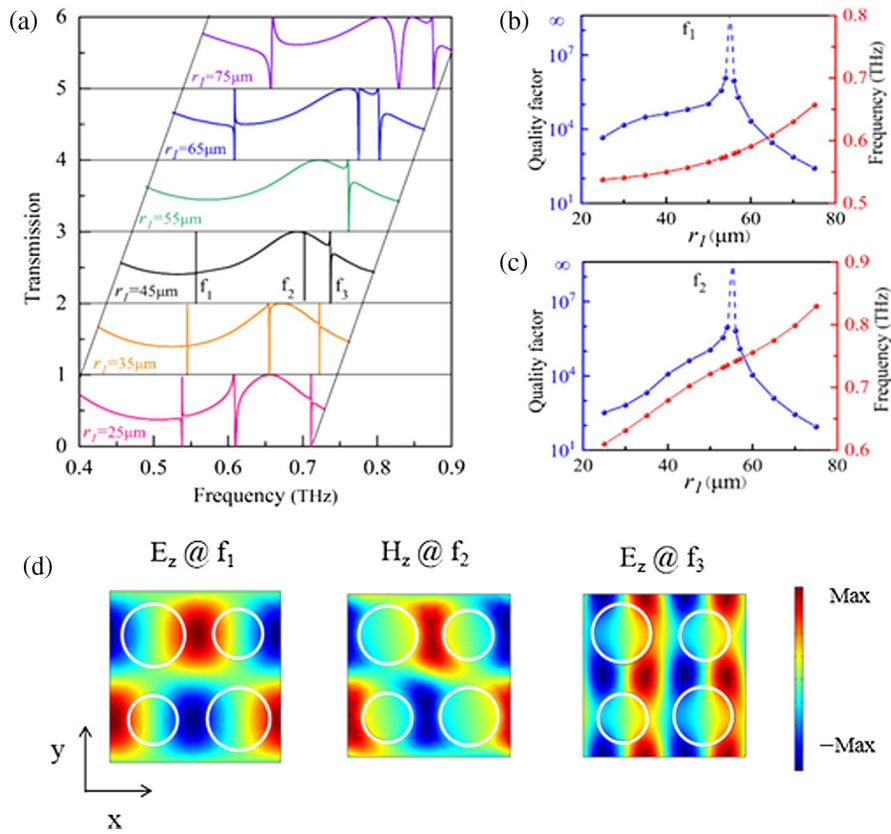 (a)
6
5
4
3
2
1
0
Transmission
r1=75μm
r1=65μm
r1=55μm
r1=45μm
r1=35μm
r1=25μm
f1
f2
f3
0.4 0.5 0.6 0.7 0.8 0.9
Frequency (THz)
(b)
∞
10^7
10^4
10^1
Quality factor
f1
0.8
0.7
0.6
0.5
Frequency (THz)
20 40 60 80
r1(μm)
(c)
∞
10^7
10^4
10^1
Quality factor
f2
0.9
0.8
0.7
0.6
Frequency (THz)
20 40 60 80
r1(μm)
(d)
Ez @ f1
Hz @ f2
Ez @ f3
Max
−Max
y
x